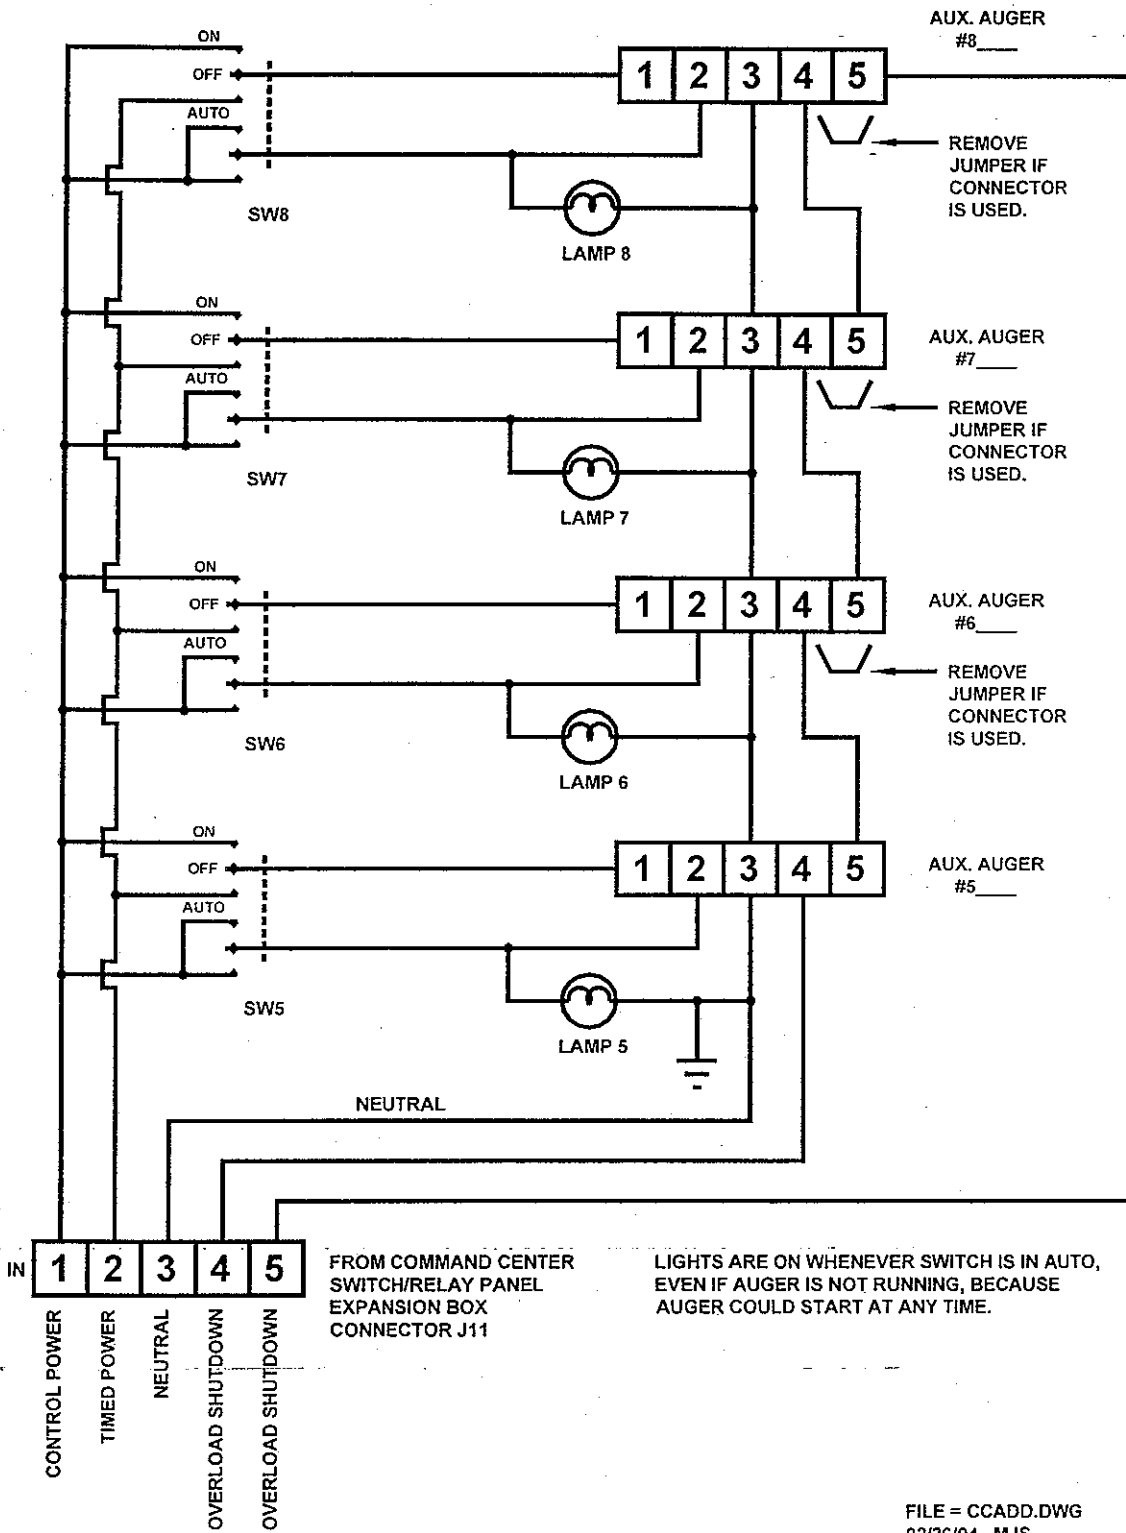 AUX. AUGER
#8____
ON
OFF
AUTO
1 2 3 4 5
REMOVE
JUMPER IF
CONNECTOR
IS USED.
SW8
LAMP 8
ON
OFF
AUTO
1 2 3 4 5
AUX. AUGER
#7____
REMOVE
JUMPER IF
CONNECTOR
IS USED.
SW7
LAMP 7
ON
OFF
AUTO
1 2 3 4 5
AUX. AUGER
#6____
REMOVE
JUMPER IF
CONNECTOR
IS USED.
SW6
LAMP 6
ON
OFF
AUTO
1 2 3 4 5
AUX. AUGER
#5____
SW5
LAMP 5
NEUTRAL
IN 1 2 3 4 5
FROM COMMAND CENTER
SWITCH/RELAY PANEL
EXPANSION BOX
CONNECTOR J11
LIGHTS ARE ON WHENEVER SWITCH IS IN AUTO,
EVEN IF AUGER IS NOT RUNNING, BECAUSE
AUGER COULD START AT ANY TIME.
CONTROL POWER
TIMED POWER
NEUTRAL
OVERLOAD SHUTDOWN
OVERLOAD SHUTDOWN
FILE = CCADD.DWG